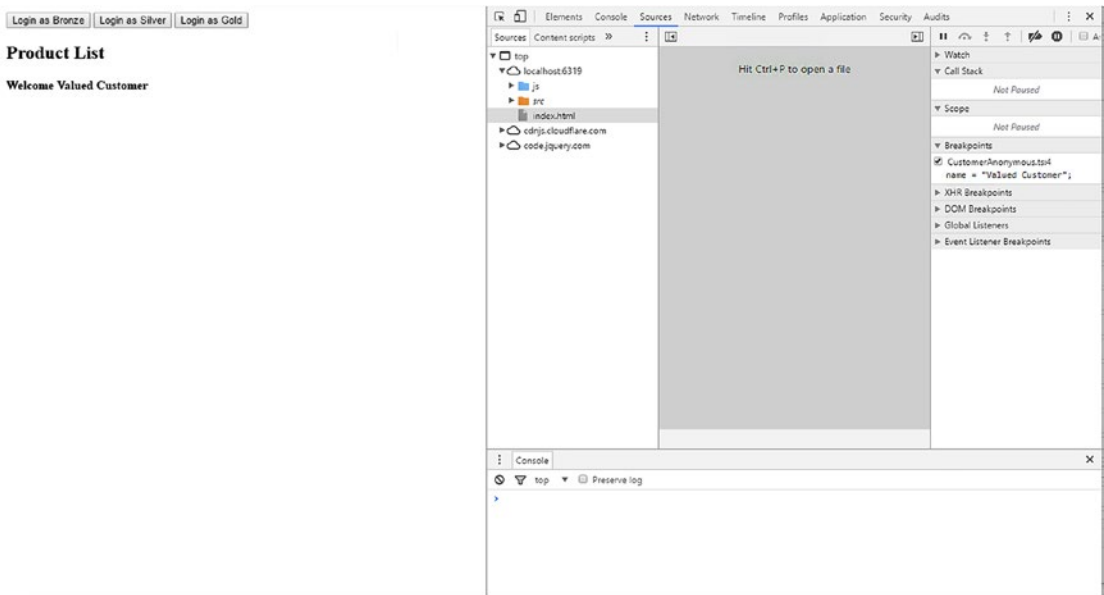 Login as Bronze Login as Silver Login as Gold
Product List
Welcome Valued Customer
Elements Console Sources Network Timeline Profiles Application Security Audits
Sources Content scripts »
top
localhost:6319
js
src
index.html
cdnjs.cloudflare.com
code.jquery.com
Hit Ctrl+P to open a file
Watch
Call Stack
Not Paused
Scope
Not Paused
Breakpoints
CustomerAnonymous.ts:4
name = "Valued Customer";
XHR Breakpoints
DOM Breakpoints
Global Listeners
Event Listener Breakpoints
Console
top Preserve log